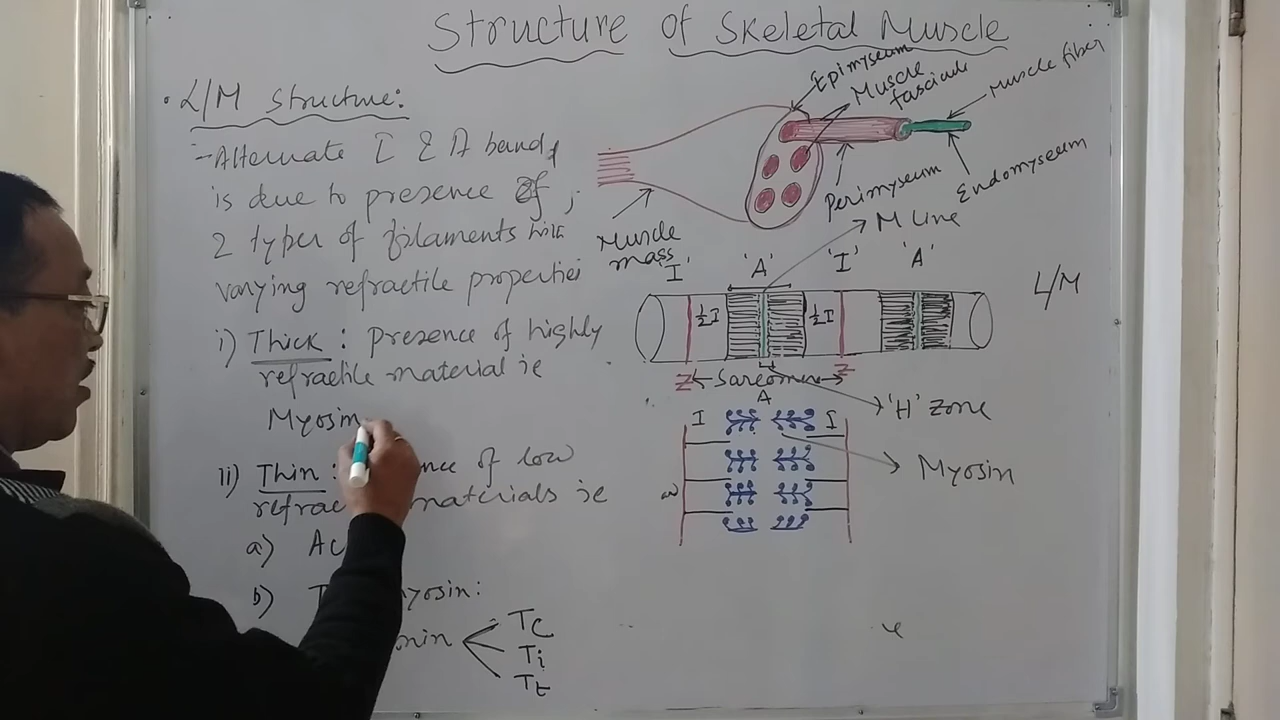 Structure of Skeletal Muscle
L/M Structure:
- Alternate I & A bands
is due to presence of ;
2 types of filaments with
varying refractile properties
i) Thick : Presence of highly
refractile material ie
Myosin
ii) Thin : of low
materials ie
a)
b)
Tc
Ti
Tt
Epimyseum
Muscle
fascicule
Muscle fiber
Perimyseum
Endomyseum
Muscle
mass
M Line
'I' 'A' 'I' 'A'
½I ½I
L/M
Z Sarcomere Z
'H' Zone
I A I
Myosin